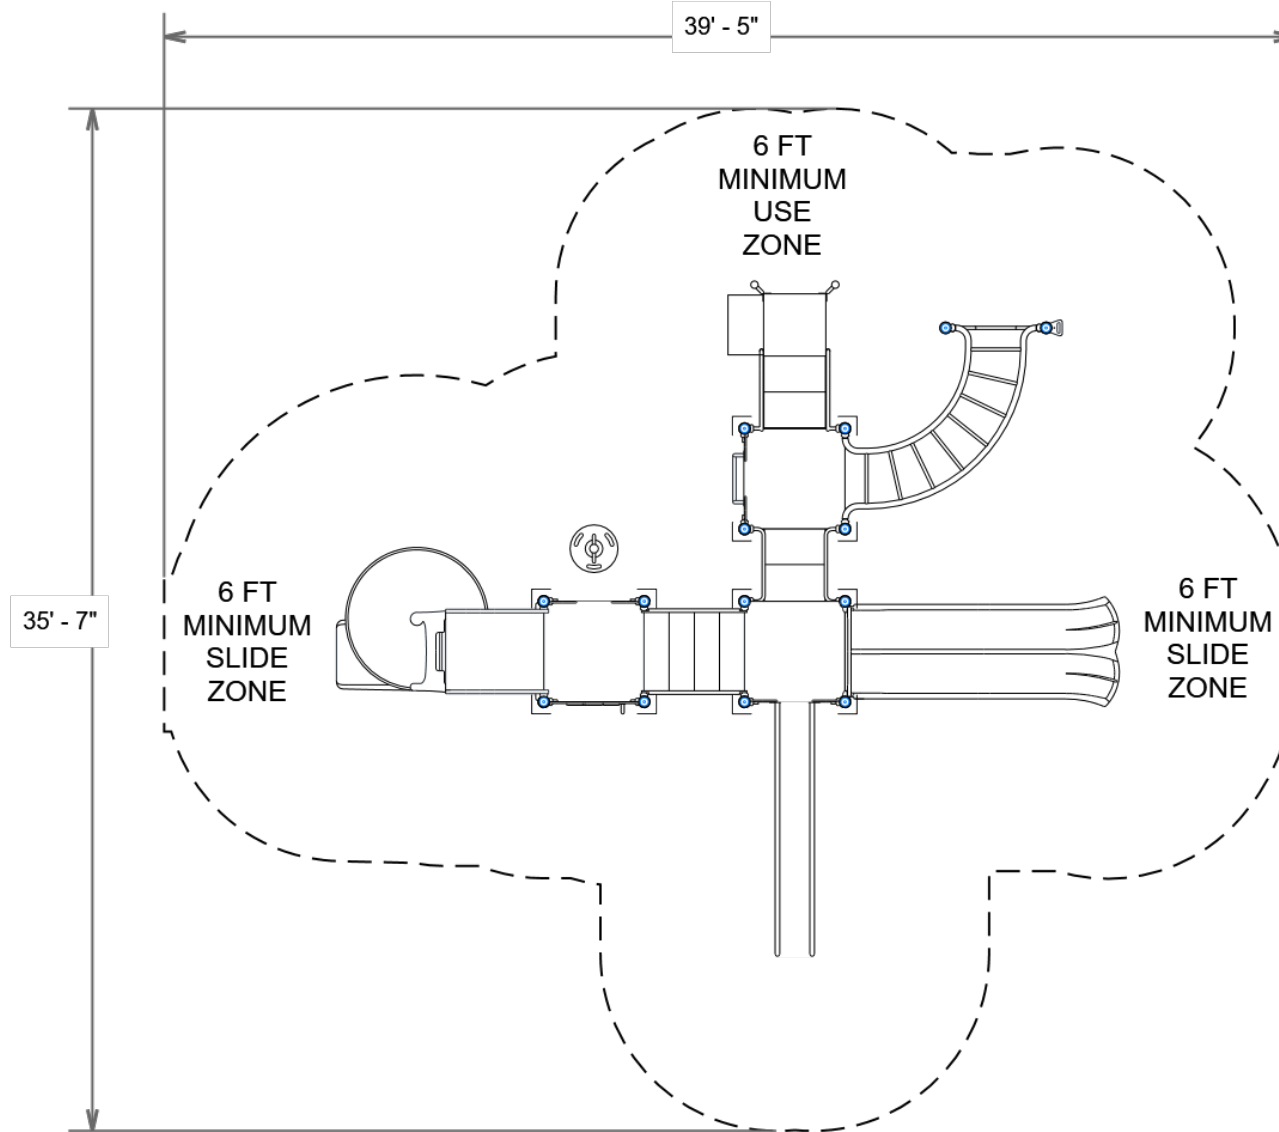 39' - 5"
6 FT
MINIMUM
USE
ZONE
6 FT
MINIMUM
SLIDE
ZONE
6 FT
MINIMUM
SLIDE
ZONE
35' - 7"